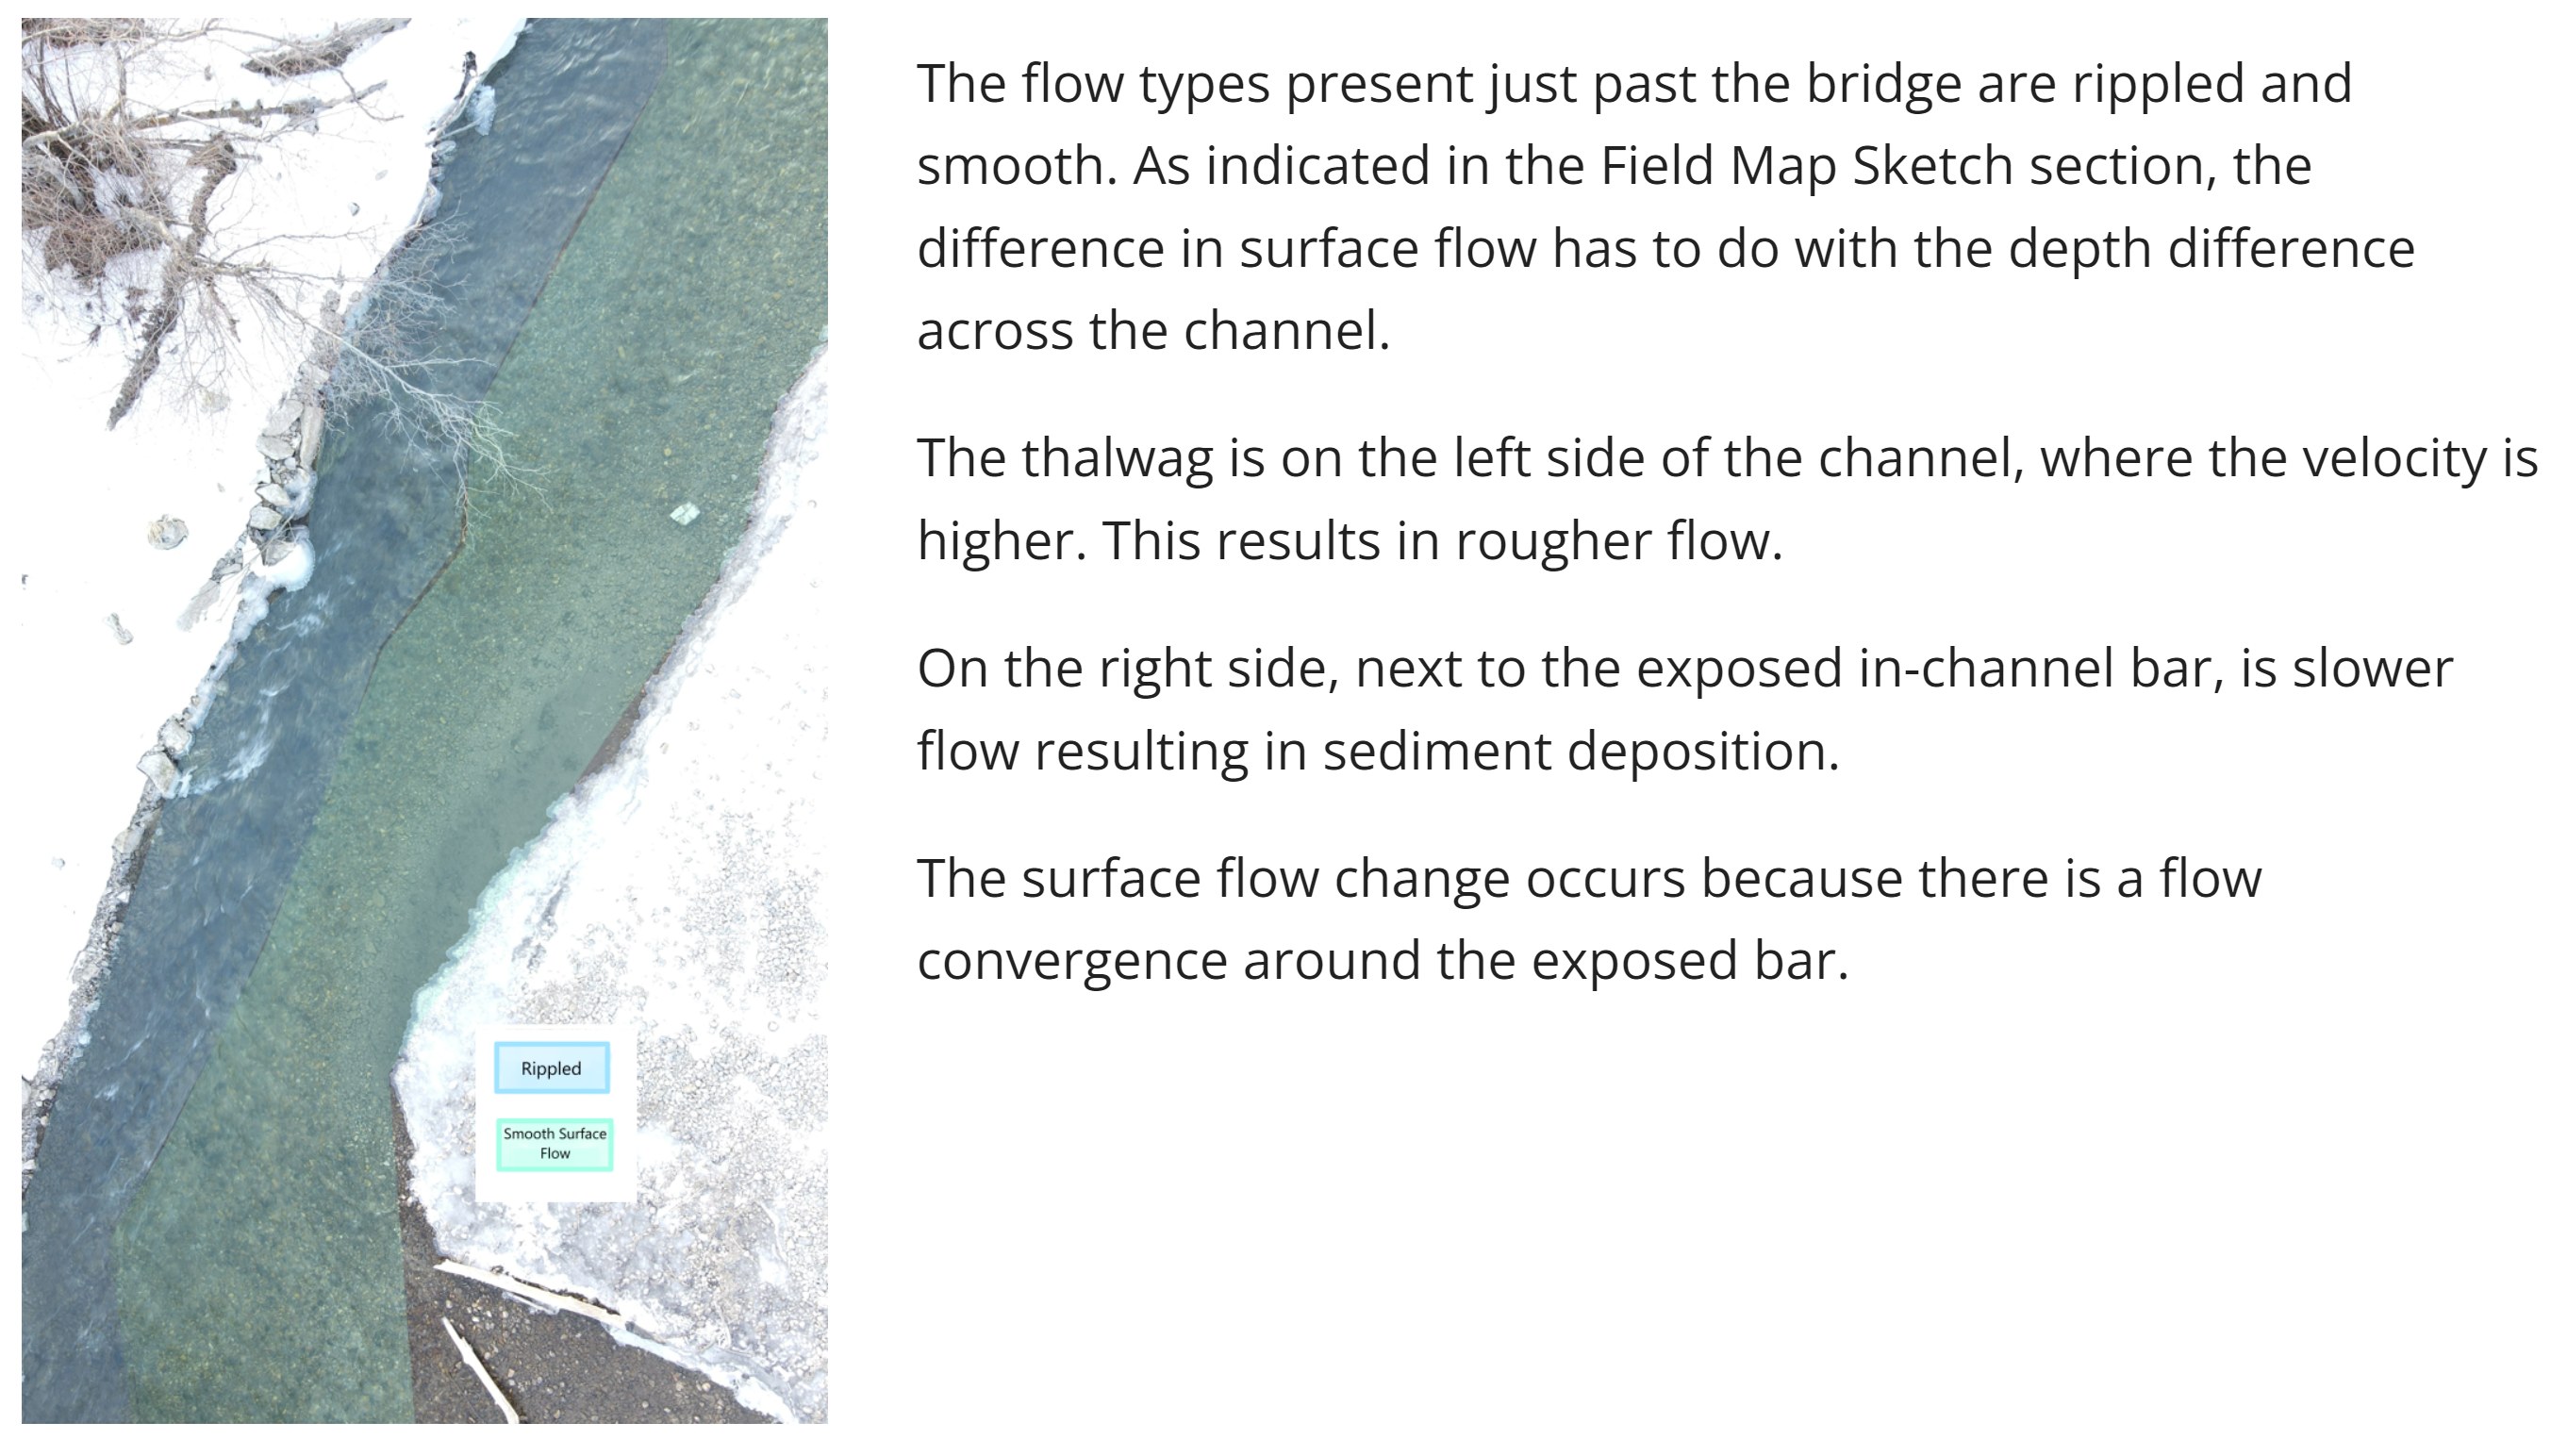 The flow types present just past the bridge are rippled and
smooth. As indicated in the Field Map Sketch section, the
difference in surface flow has to do with the depth difference
across the channel.
The thalwag is on the left side of the channel, where the velocity is
higher. This results in rougher flow.
On the right side, next to the exposed in-channel bar, is slower
flow resulting in sediment deposition.
The surface flow change occurs because there is a flow
convergence around the exposed bar.
Rippled
Smooth Surface
Flow